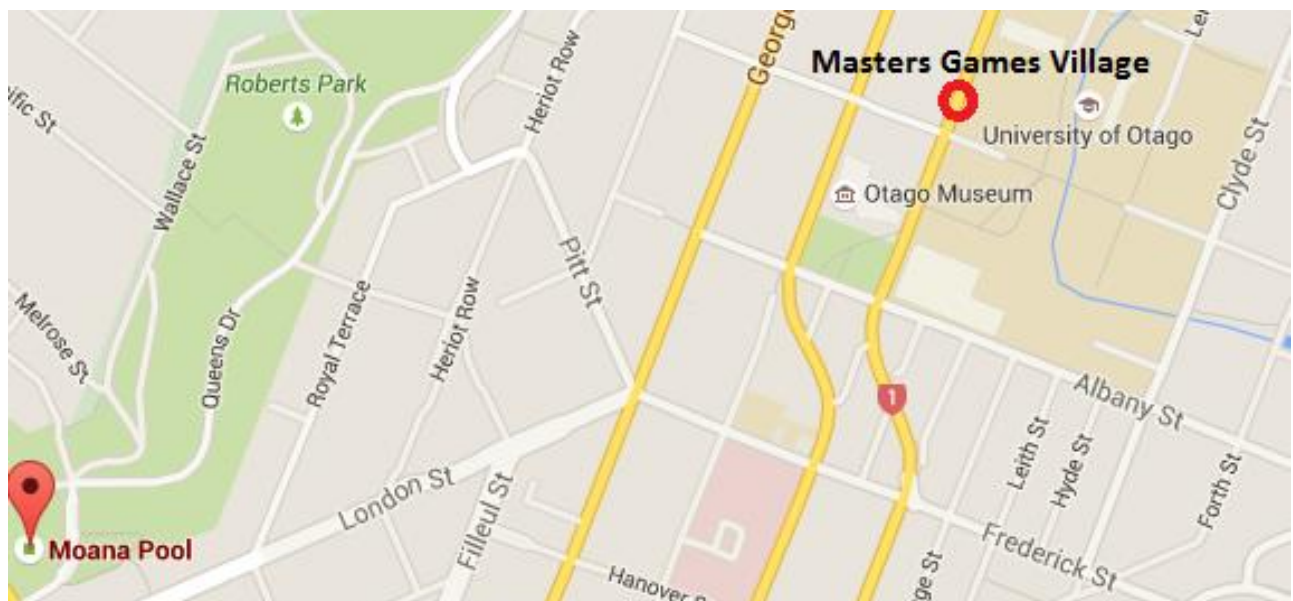 George
Masters Games Village
Roberts Park
Heriot Row
University of Otago
Clyde St
Wallace St
Otago Museum
Pitt St
Melrose St
Queens Dr
Royal Terrace
Heriot Row
1
Albany St
Leith St
Hyde St
Forth St
London St
Filleul St
Frederick St
Moana Pool
Hanover